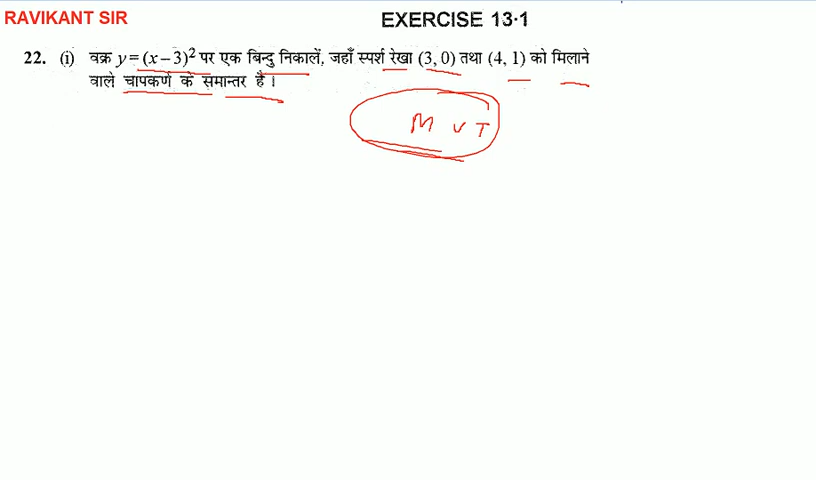 RAVIKANT SIR
EXERCISE 13·1
22. (i) वक्र y = (x – 3)² पर एक बिन्दु निकालें, जहाँ स्पर्श रेखा (3, 0) तथा (4, 1) को मिलाने
वाले चापकर्ण के समान्तर है ।
M V T